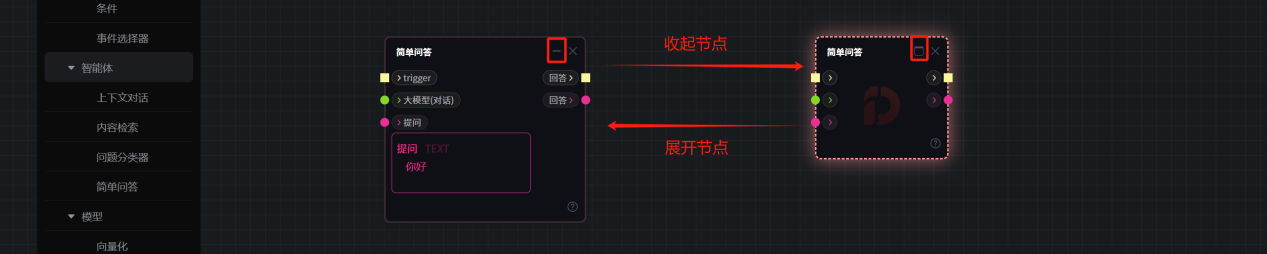 条件
事件选择器
智能体
上下文对话
内容检索
问题分类器
简单问答
模型
向量化
简单问答
trigger
回答
大模型(对话)
回答
提问
提问 TEXT
你好
收起节点
展开节点
简单问答